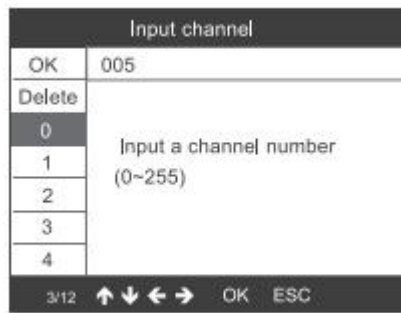 Input channel
OK 005
Delete
0
1
Input a channel number
(0~255)
2
3
4
3/12 ↑ ↓ ← → OK ESC